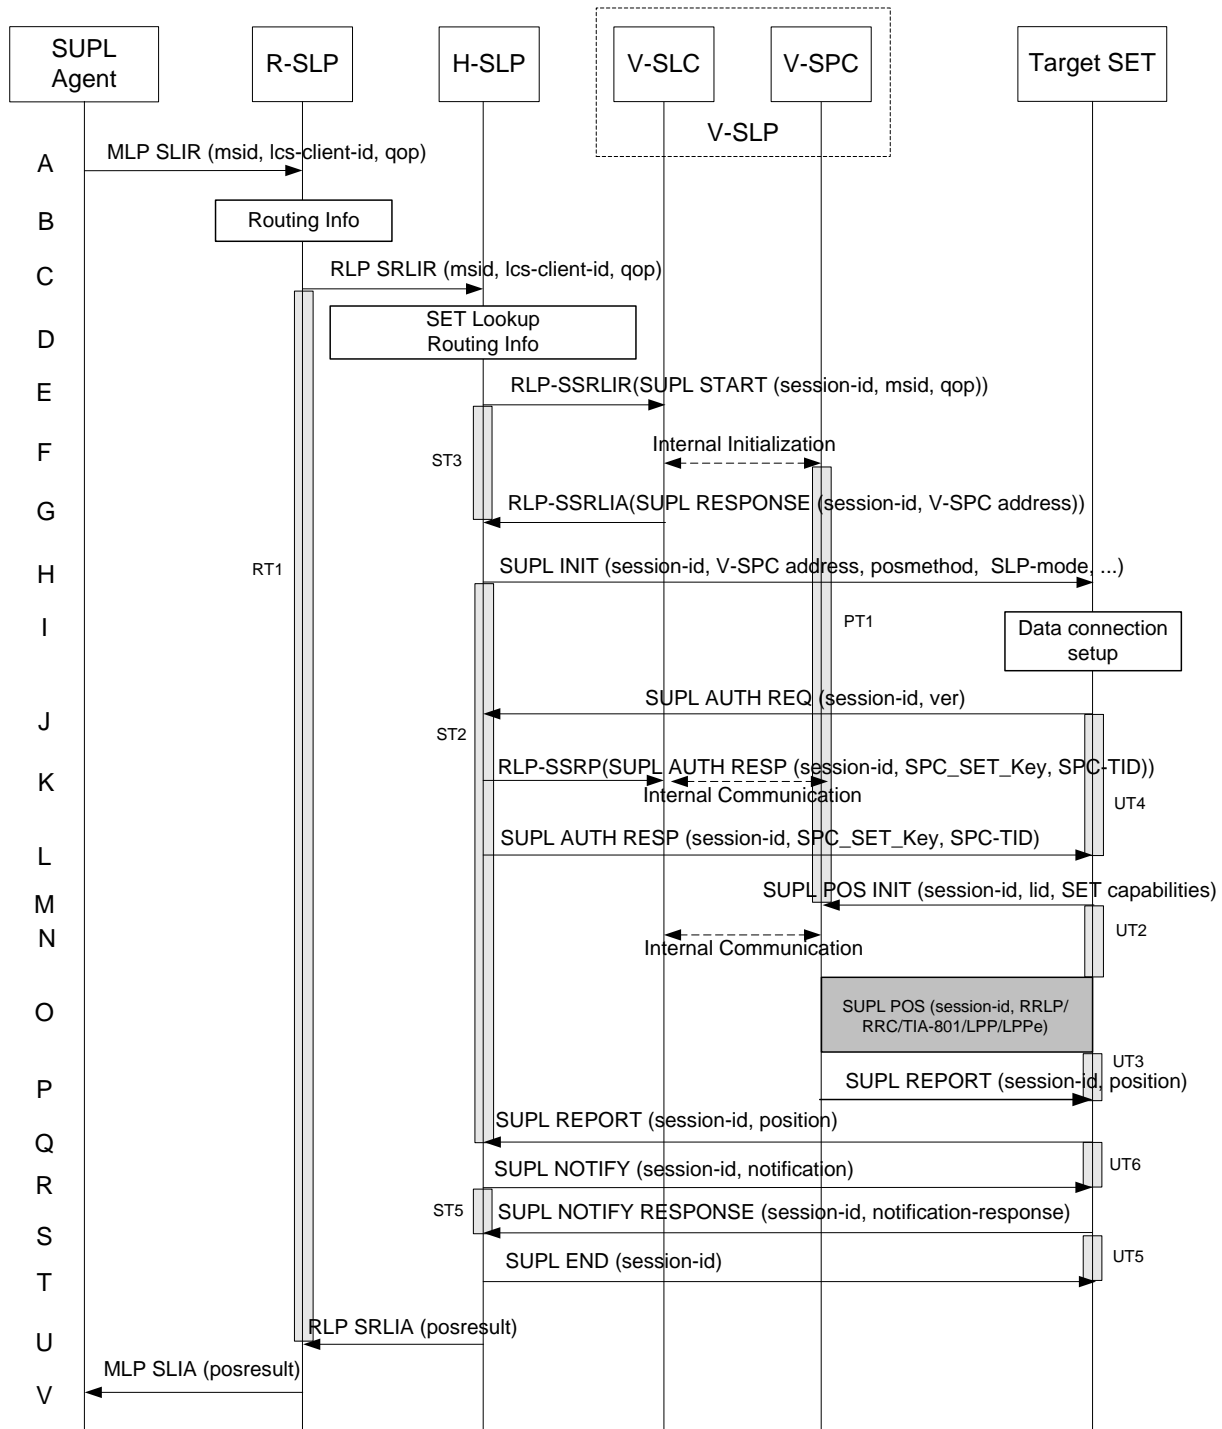 SUPL
Agent
R-SLP
H-SLP
V-SLC
V-SPC
Target SET
V-SLP
A
MLP SLIR (msid, lcs-client-id, qop)
B
Routing Info
C
RLP SRLIR (msid, lcs-client-id, qop)
D
SET Lookup
Routing Info
E
RLP-SSRLIR(SUPL START (session-id, msid, qop))
F
ST3
Internal Initialization
G
RLP-SSRLIA(SUPL RESPONSE (session-id, V-SPC address))
H
RT1
SUPL INIT (session-id, V-SPC address, posmethod, SLP-mode, ...)
I
PT1
Data connection
setup
J
SUPL AUTH REQ (session-id, ver)
ST2
K
RLP-SSRP(SUPL AUTH RESP (session-id, SPC_SET_Key, SPC-TID))
Internal Communication
UT4
L
SUPL AUTH RESP (session-id, SPC_SET_Key, SPC-TID)
M
SUPL POS INIT (session-id, lid, SET capabilities)
N
Internal Communication
UT2
O
SUPL POS (session-id, RRLP/
RRC/TIA-801/LPP/LPPe)
UT3
P
SUPL REPORT (session-id, position)
Q
SUPL REPORT (session-id, position)
R
SUPL NOTIFY (session-id, notification)
UT6
ST5
S
SUPL NOTIFY RESPONSE (session-id, notification-response)
UT5
T
SUPL END (session-id)
U
RLP SRLIA (posresult)
V
MLP SLIA (posresult)